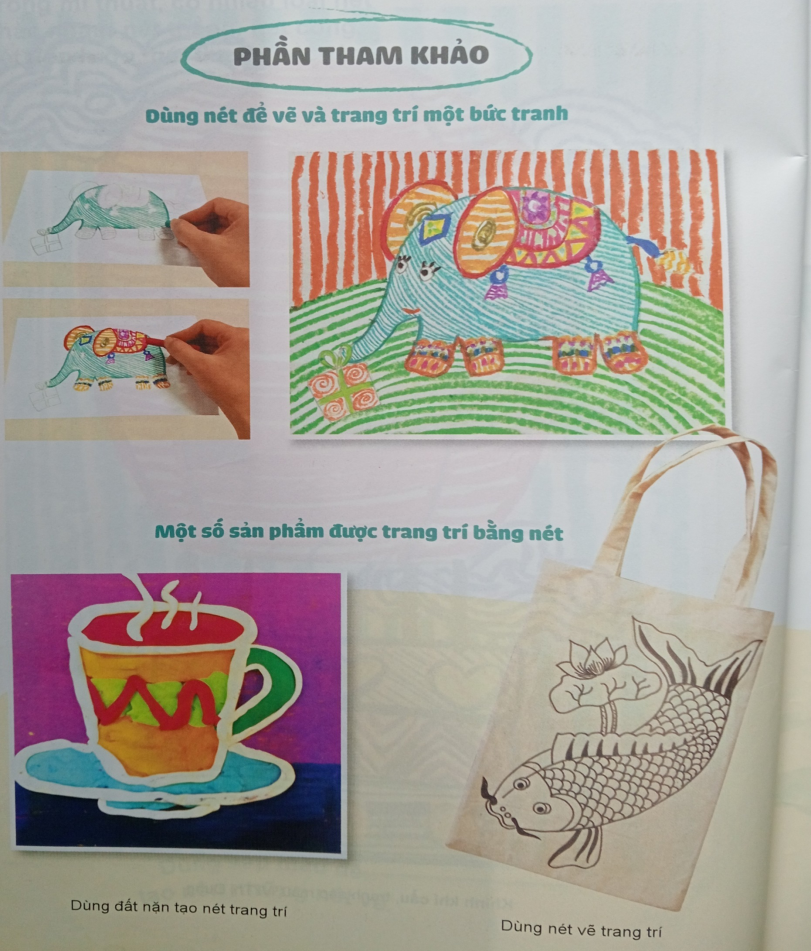 PHẦN THAM KHẢO
Dùng nét để vẽ và trang trí một bức tranh
Một số sản phẩm được trang trí bằng nét
Dùng đất nặn tạo nét trang trí
Dùng nét vẽ trang trí